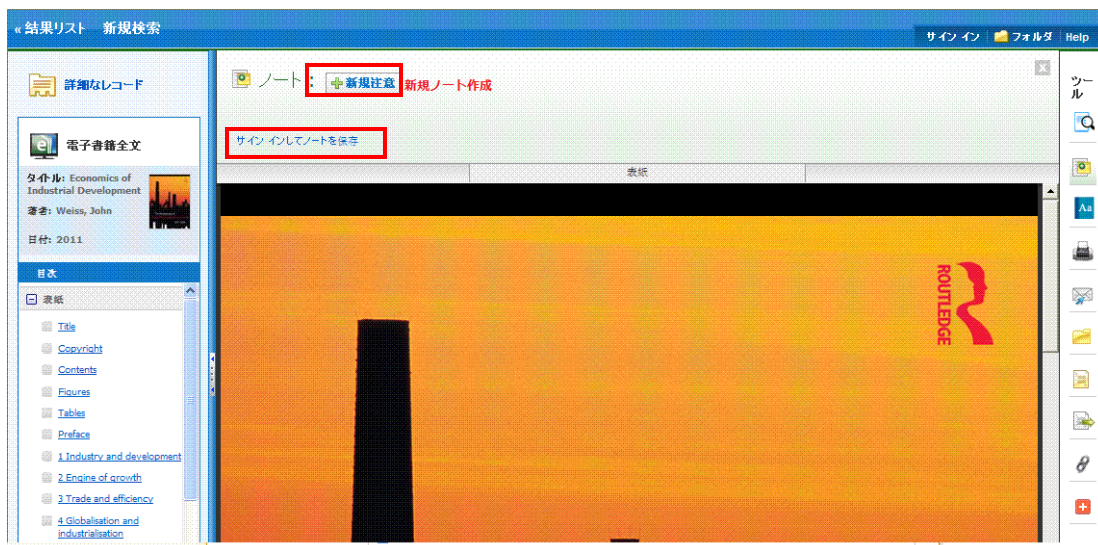 «結果リスト 新規検索
サイン イン フォルダ Help
詳細なレコード
電子書籍全文
タイトル: Economics of
Industrial Development
著者: Weiss, John
日付: 2011
目次
表紙
Title
Copyright
Contents
Figures
Tables
Preface
1 Industry and development
2 Engine of growth
3 Trade and efficiency
4 Globalisation and
industrialisation
ノート: 新規注意 新規ノート作成
サイン インしてノートを保存
表紙
ROUTLEDGE
ツー
ル
Aa